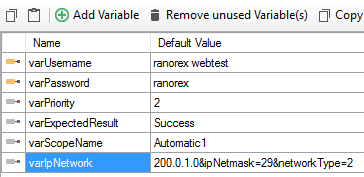 Add Variable Remove unused Variable(s) Copy
Name Default Value
varUsername ranorex webtest
varPassword ranorex
varPriority 2
varExpectedResult Success
varScopeName Automatic1
varIpNetwork 200.0.1.0&ipNetmask=29&networkType=2